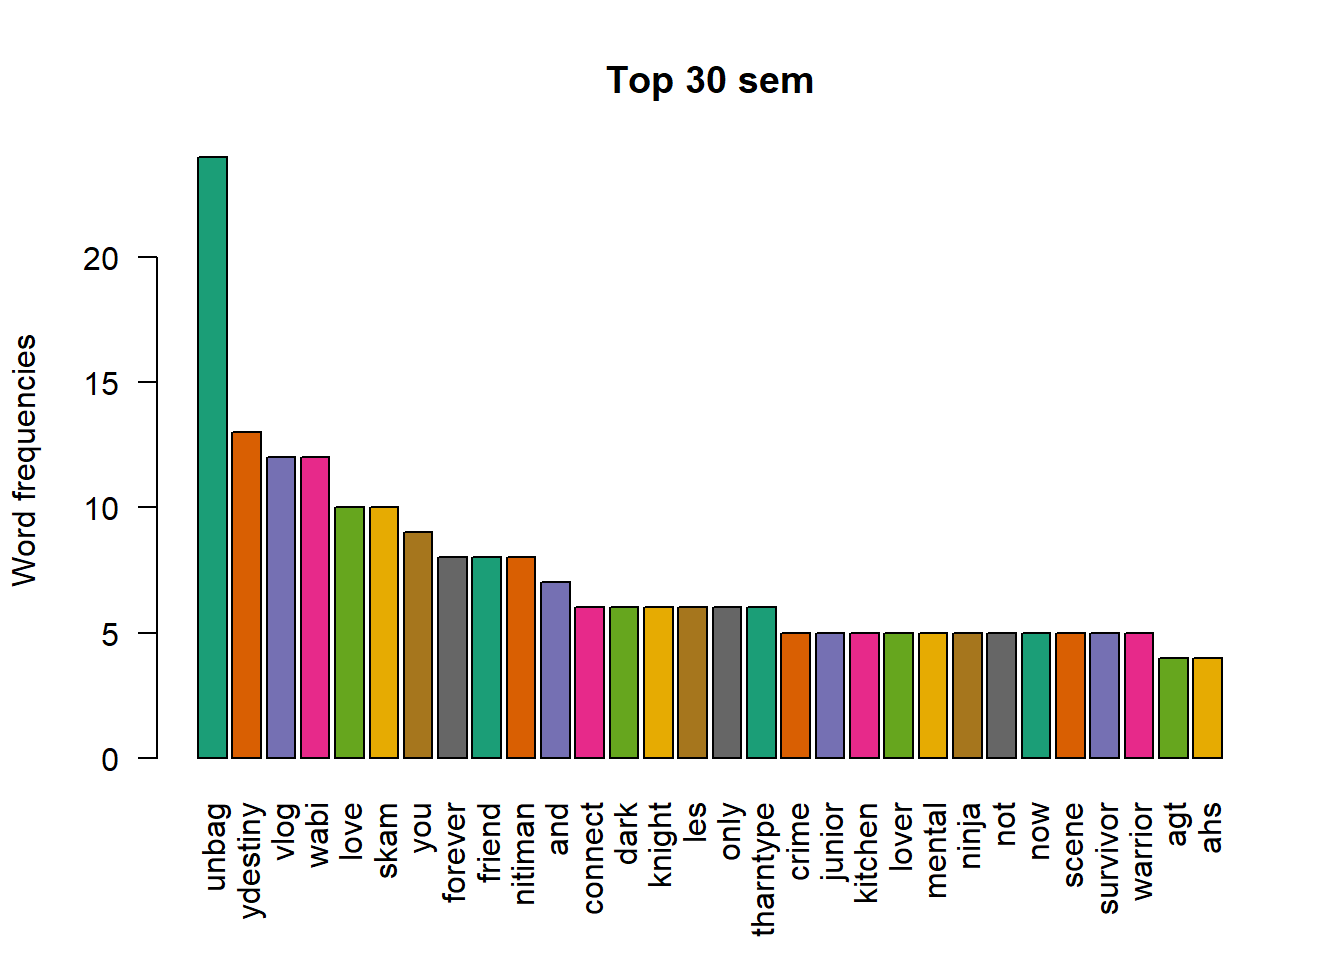 Top 30 sem
Word frequencies
20
15
10
5
0
unbag
ydestiny
vlog
wabi
love
skam
you
forever
friend
nitiman
and
connect
dark
knight
les
only
tharntype
crime
junior
kitchen
lover
mental
ninja
not
now
scene
survivor
warrior
agt
ahs